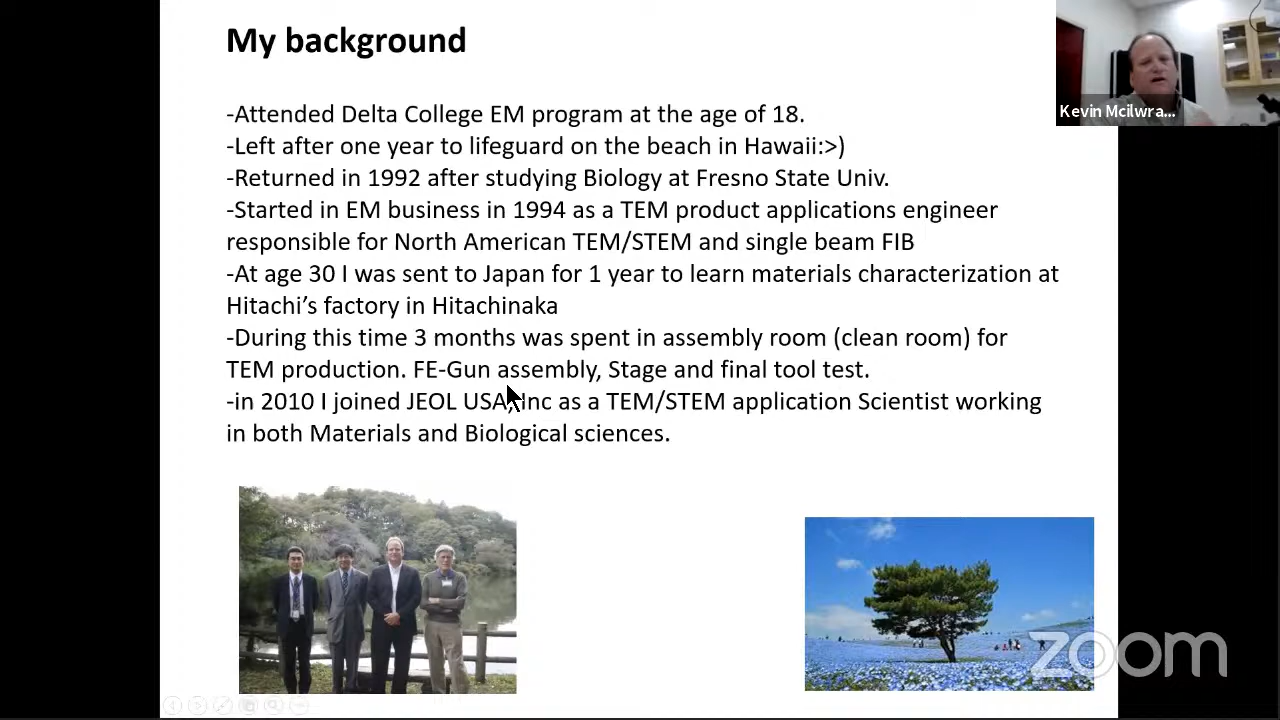 My background
Kevin Mcilwra...
-Attended Delta College EM program at the age of 18.
-Left after one year to lifeguard on the beach in Hawaii:>)
-Returned in 1992 after studying Biology at Fresno State Univ.
-Started in EM business in 1994 as a TEM product applications engineer
responsible for North American TEM/STEM and single beam FIB
-At age 30 I was sent to Japan for 1 year to learn materials characterization at
Hitachi’s factory in Hitachinaka
-During this time 3 months was spent in assembly room (clean room) for
TEM production. FE-Gun assembly, Stage and final tool test.
-in 2010 I joined JEOL USA, Inc as a TEM/STEM application Scientist working
in both Materials and Biological sciences.
zoom